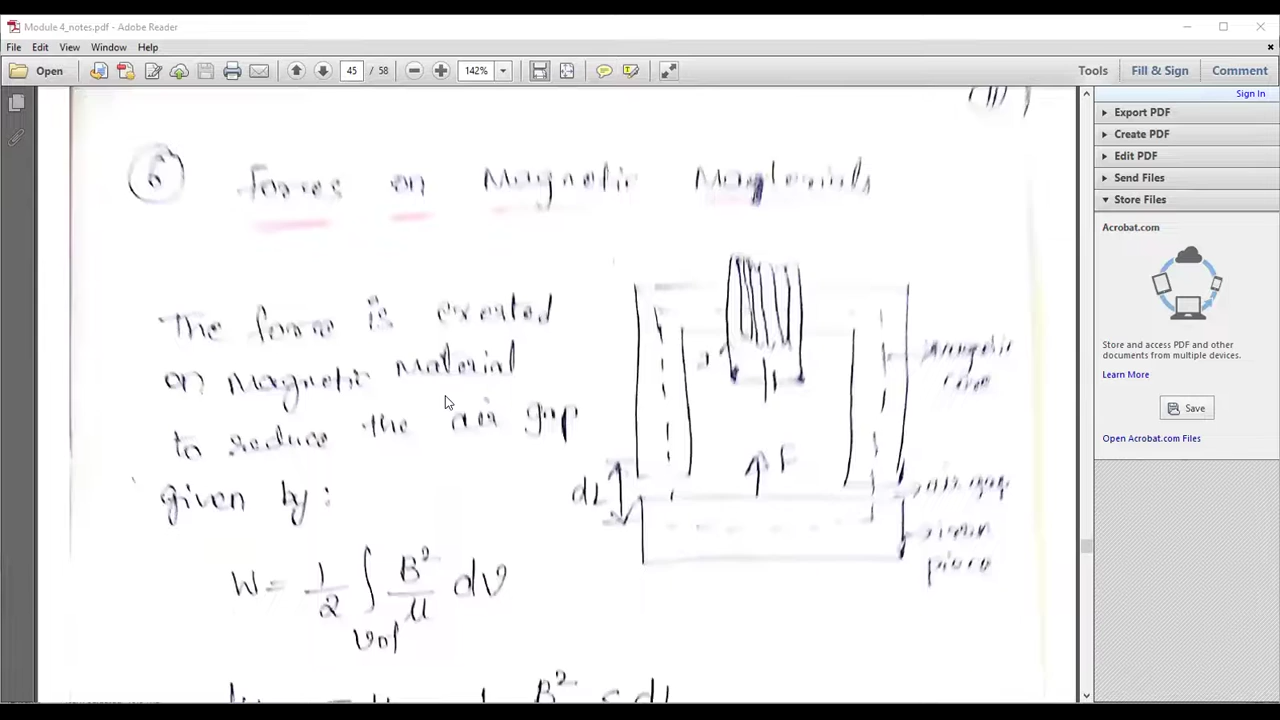 Module 4_notes.pdf - Adobe Reader
File Edit View Window Help
Open 45 / 58 142% Tools Fill & Sign Comment
Sign In
Export PDF
Create PDF
Edit PDF
Send Files
Store Files
Acrobat.com
Store and access PDF and other
documents from multiple devices.
Learn More
Save
Open Acrobat.com Files
6 forces on Magnetic Materials
The force is exerted
on Magnetic Material
to reduce the air gap
given by:
W = 1/2 ∫vol B²/μ dv
B² s dL
Magnetic
core
F
dL
air gap
piece